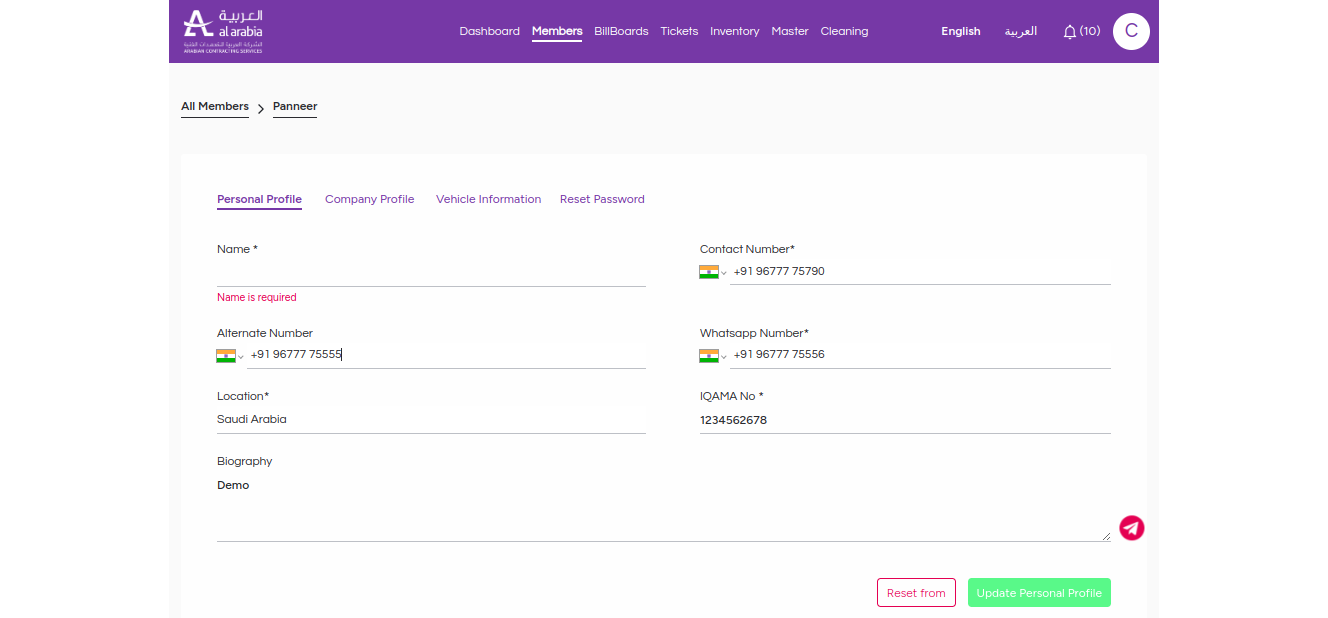 العربية
al arabia
الشركة العربية للتعهدات الفنية
ARABIAN CONTRACTING SERVICES
Dashboard Members BillBoards Tickets Inventory Master Cleaning English العربية (10) C
All Members > Panneer
Personal Profile Company Profile Vehicle Information Reset Password
Name * Contact Number*
+91 96777 75790
Name is required
Alternate Number Whatsapp Number*
+91 96777 75555 +91 96777 75556
Location* IQAMA No *
Saudi Arabia 1234562678
Biography
Demo
Reset from Update Personal Profile